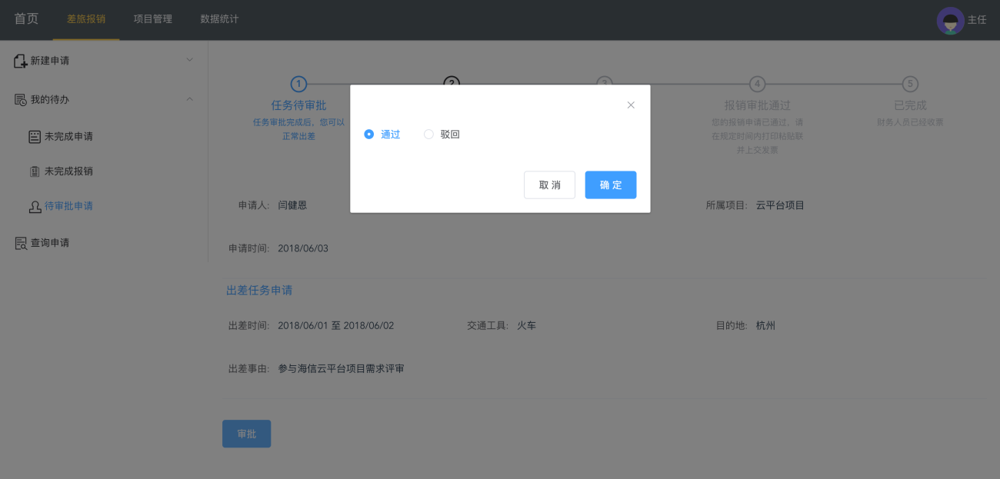 首页 差旅报销 项目管理 数据统计 主任
新建申请
我的待办
未完成申请
未完成报销
待审批申请
查询申请
1 2 3 4 5
任务待审批 报销审批通过 已完成
任务审批完成后，您可以
正常出差
您的报销申请已通过，请
在规定时间内打印粘贴联
并上交发票
财务人员已经收票
通过 驳回
取 消 确 定
申请人: 闫健恩 所属项目: 云平台项目
申请时间: 2018/06/03
出差任务申请
出差时间: 2018/06/01 至 2018/06/02 交通工具: 火车 目的地: 杭州
出差事由: 参与海信云平台项目需求评审
审批